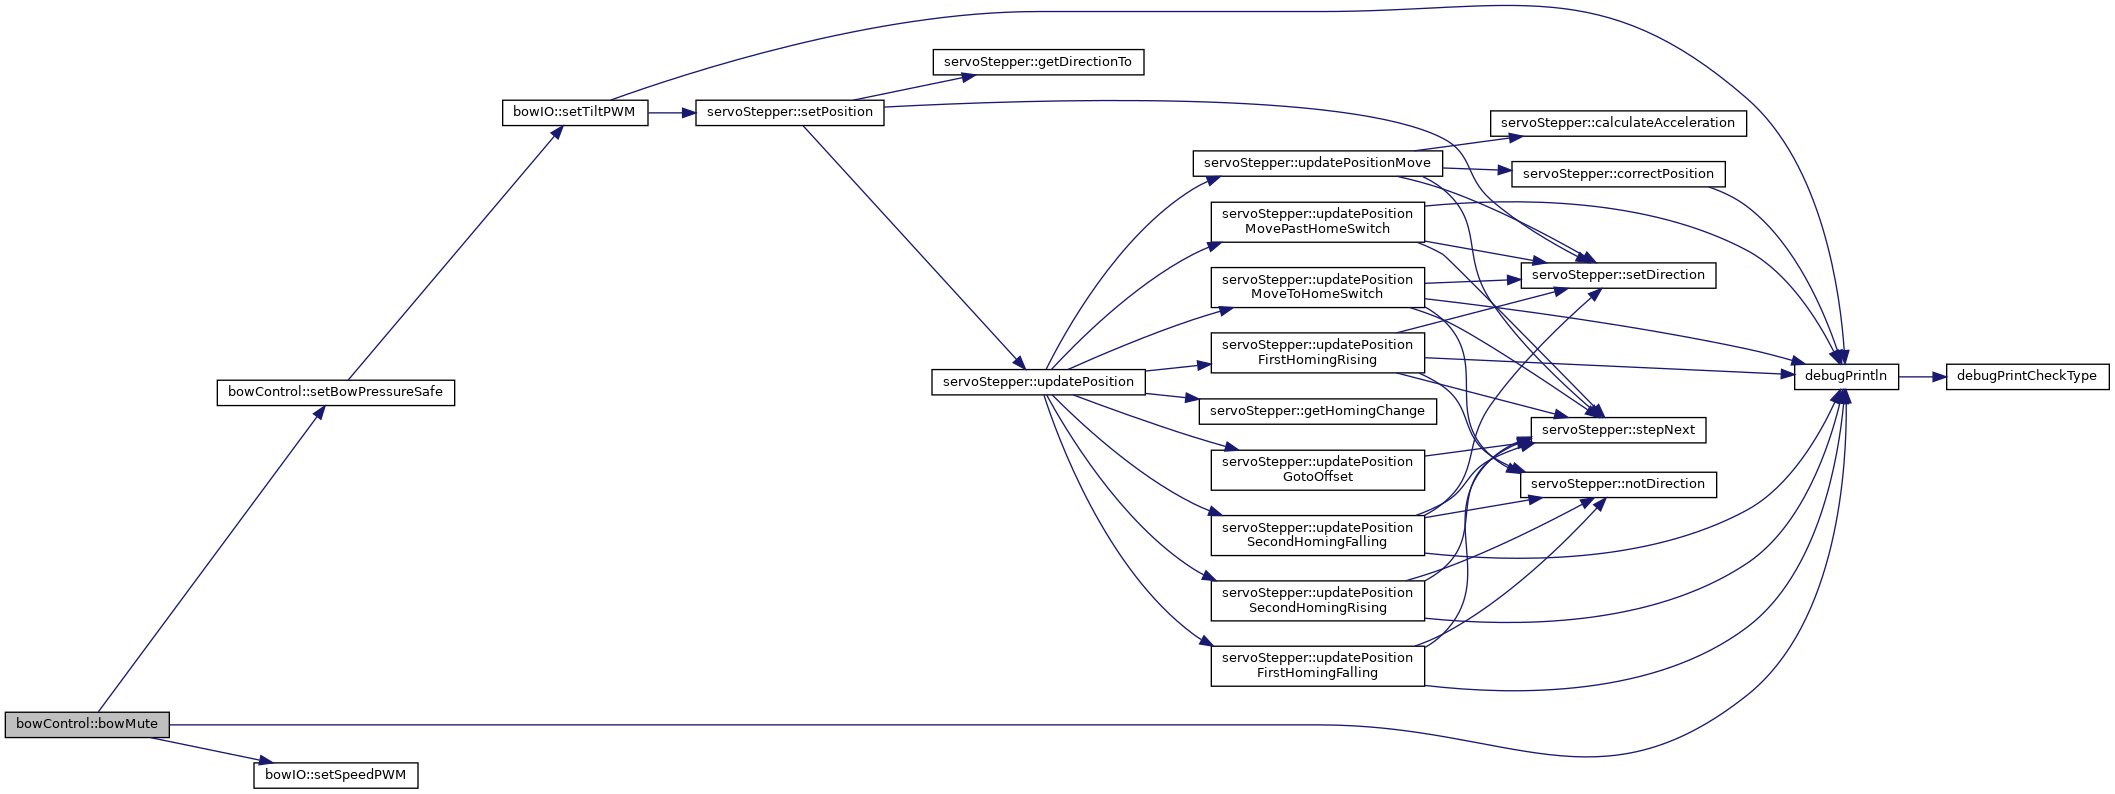 bowControl::bowMute
bowControl::setBowPressureSafe
bowIO::setSpeedPWM
bowIO::setTiltPWM
servoStepper::setPosition
servoStepper::getDirectionTo
servoStepper::updatePosition
servoStepper::updatePositionMove
servoStepper::updatePosition
MovePastHomeSwitch
servoStepper::updatePosition
MoveToHomeSwitch
servoStepper::updatePosition
FirstHomingRising
servoStepper::getHomingChange
servoStepper::updatePosition
GotoOffset
servoStepper::updatePosition
SecondHomingFalling
servoStepper::updatePosition
SecondHomingRising
servoStepper::updatePosition
FirstHomingFalling
servoStepper::calculateAcceleration
servoStepper::correctPosition
servoStepper::setDirection
servoStepper::stepNext
servoStepper::notDirection
debugPrintln
debugPrintCheckType